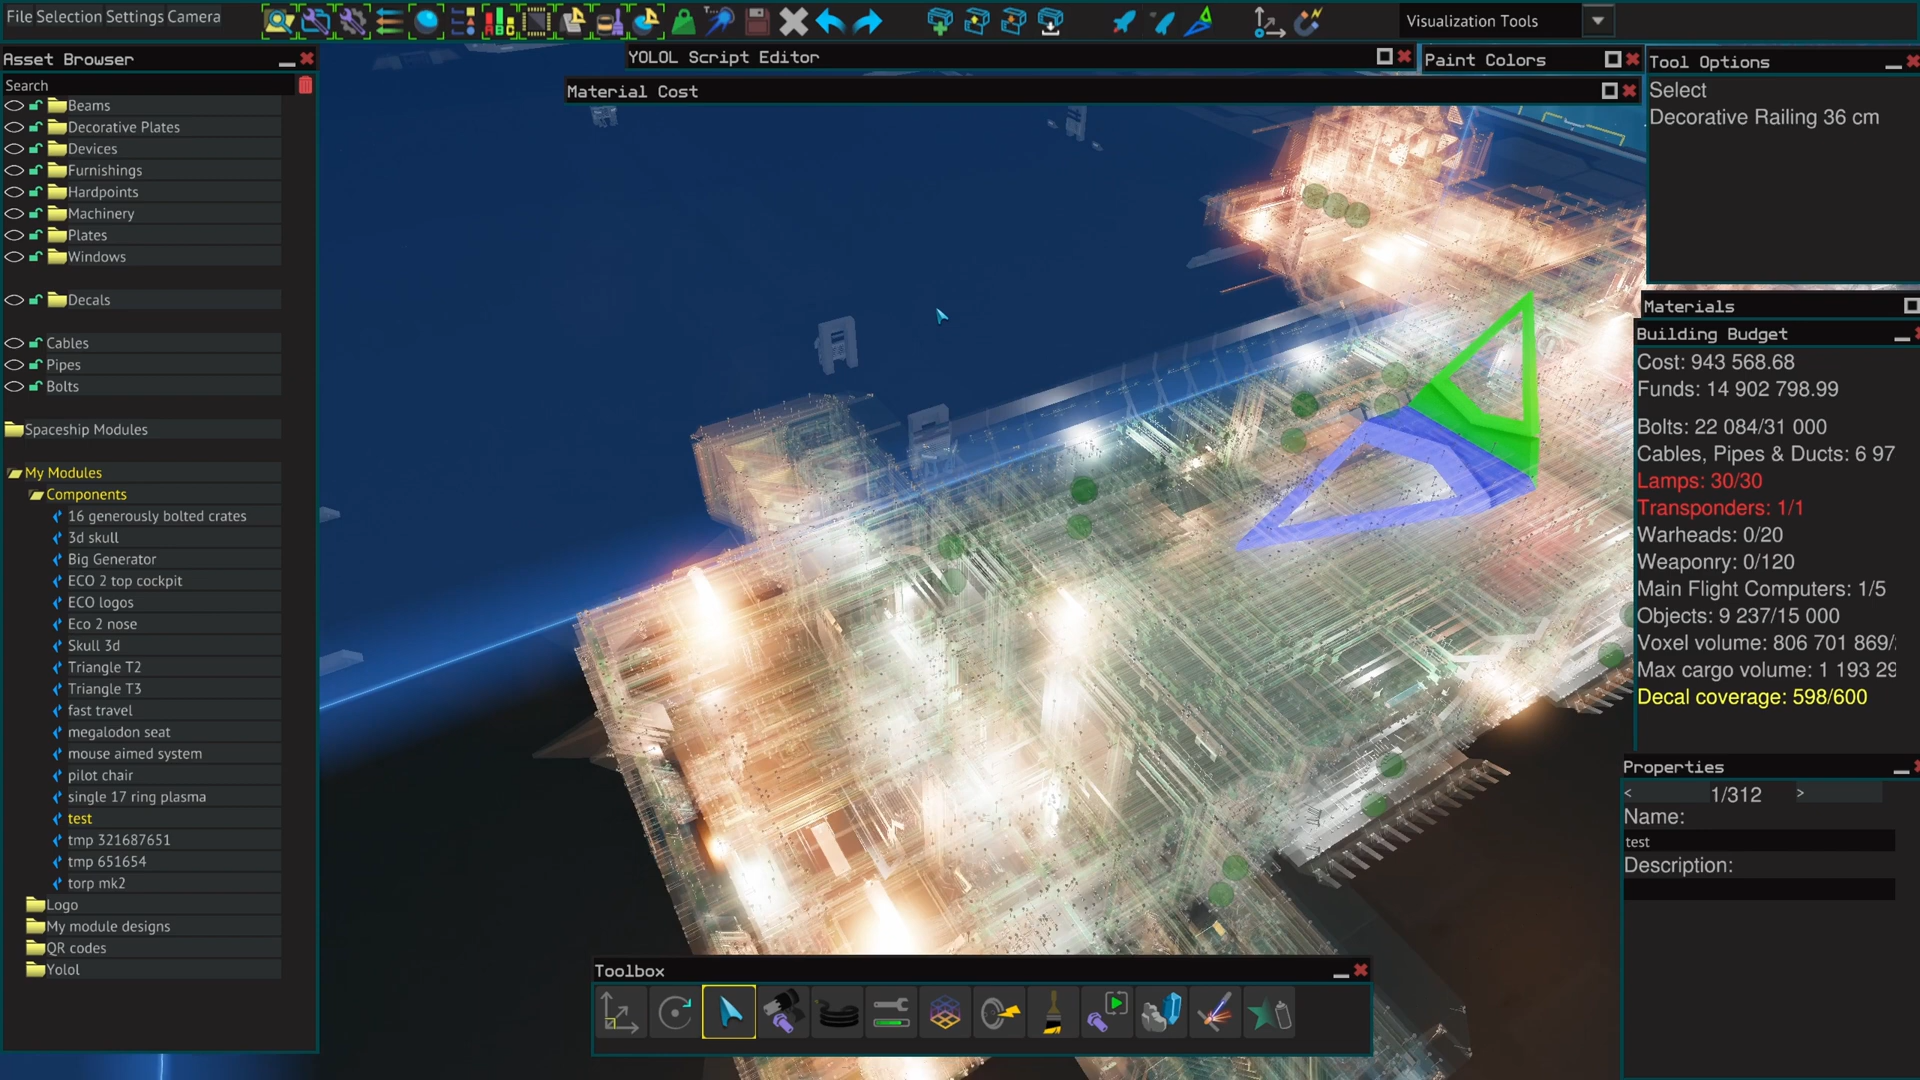 File Selection Settings Camera
Visualization Tools
Asset Browser
Search
Beams
Decorative Plates
Devices
Furnishings
Hardpoints
Machinery
Plates
Windows
Decals
Cables
Pipes
Bolts
Spaceship Modules
My Modules
Components
16 generously bolted crates
3d skull
Big Generator
ECO 2 top cockpit
ECO logos
Eco 2 nose
Skull 3d
Triangle T2
Triangle T3
fast travel
megalodon seat
mouse aimed system
pilot chair
single 17 ring plasma
test
tmp 321687651
tmp 651654
torp mk2
Logo
My module designs
QR codes
Yolol
YOLOL Script Editor
Material Cost
Paint Colors
Tool Options
Select
Decorative Railing 36 cm
Materials
Building Budget
Cost: 943 568.68
Funds: 14 902 798.99
Bolts: 22 084/31 000
Cables, Pipes & Ducts: 6 97
Lamps: 30/30
Transponders: 1/1
Warheads: 0/20
Weaponry: 0/120
Main Flight Computers: 1/5
Objects: 9 237/15 000
Voxel volume: 806 701 869/
Max cargo volume: 1 193 29
Decal coverage: 598/600
Properties
< 1/312 >
Name:
test
Description:
Toolbox